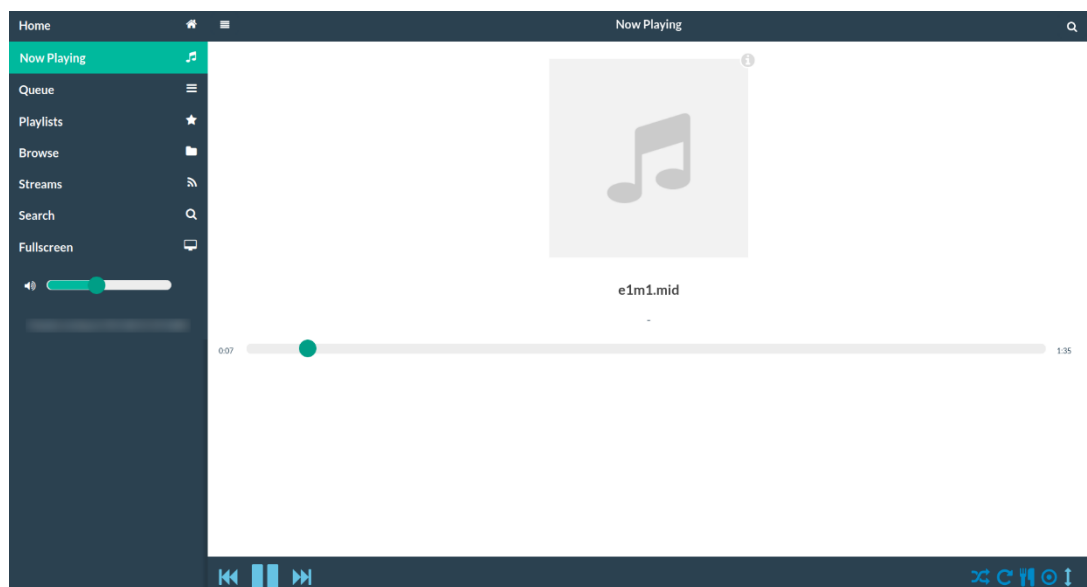 Home
Now Playing
Now Playing
Queue
Playlists
Browse
Streams
Search
Fullscreen
e1m1.mid
-
0:07
1:35